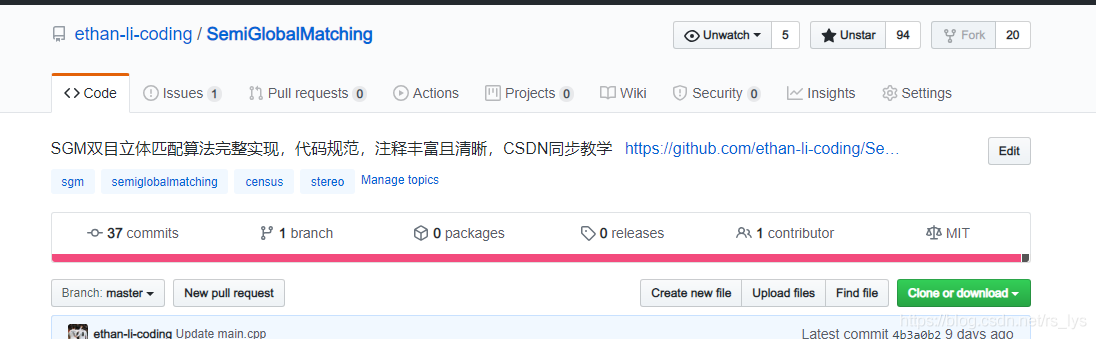 ethan-li-coding / SemiGlobalMatching Unwatch 5 Unstar 94 Fork 20
Code Issues 1 Pull requests 0 Actions Projects 0 Wiki Security 0 Insights Settings
SGM双目立体匹配算法完整实现，代码规范，注释丰富且清晰，CSDN同步教学 https://github.com/ethan-li-coding/Se… Edit
sgm semiglobalmatching census stereo Manage topics
37 commits 1 branch 0 packages 0 releases 1 contributor MIT
Branch: master New pull request Create new file Upload files Find file Clone or download
https://blog.csdn.net/rs_lys
ethan-li-coding Update main.cpp Latest commit 4b3a0b2 9 days ago